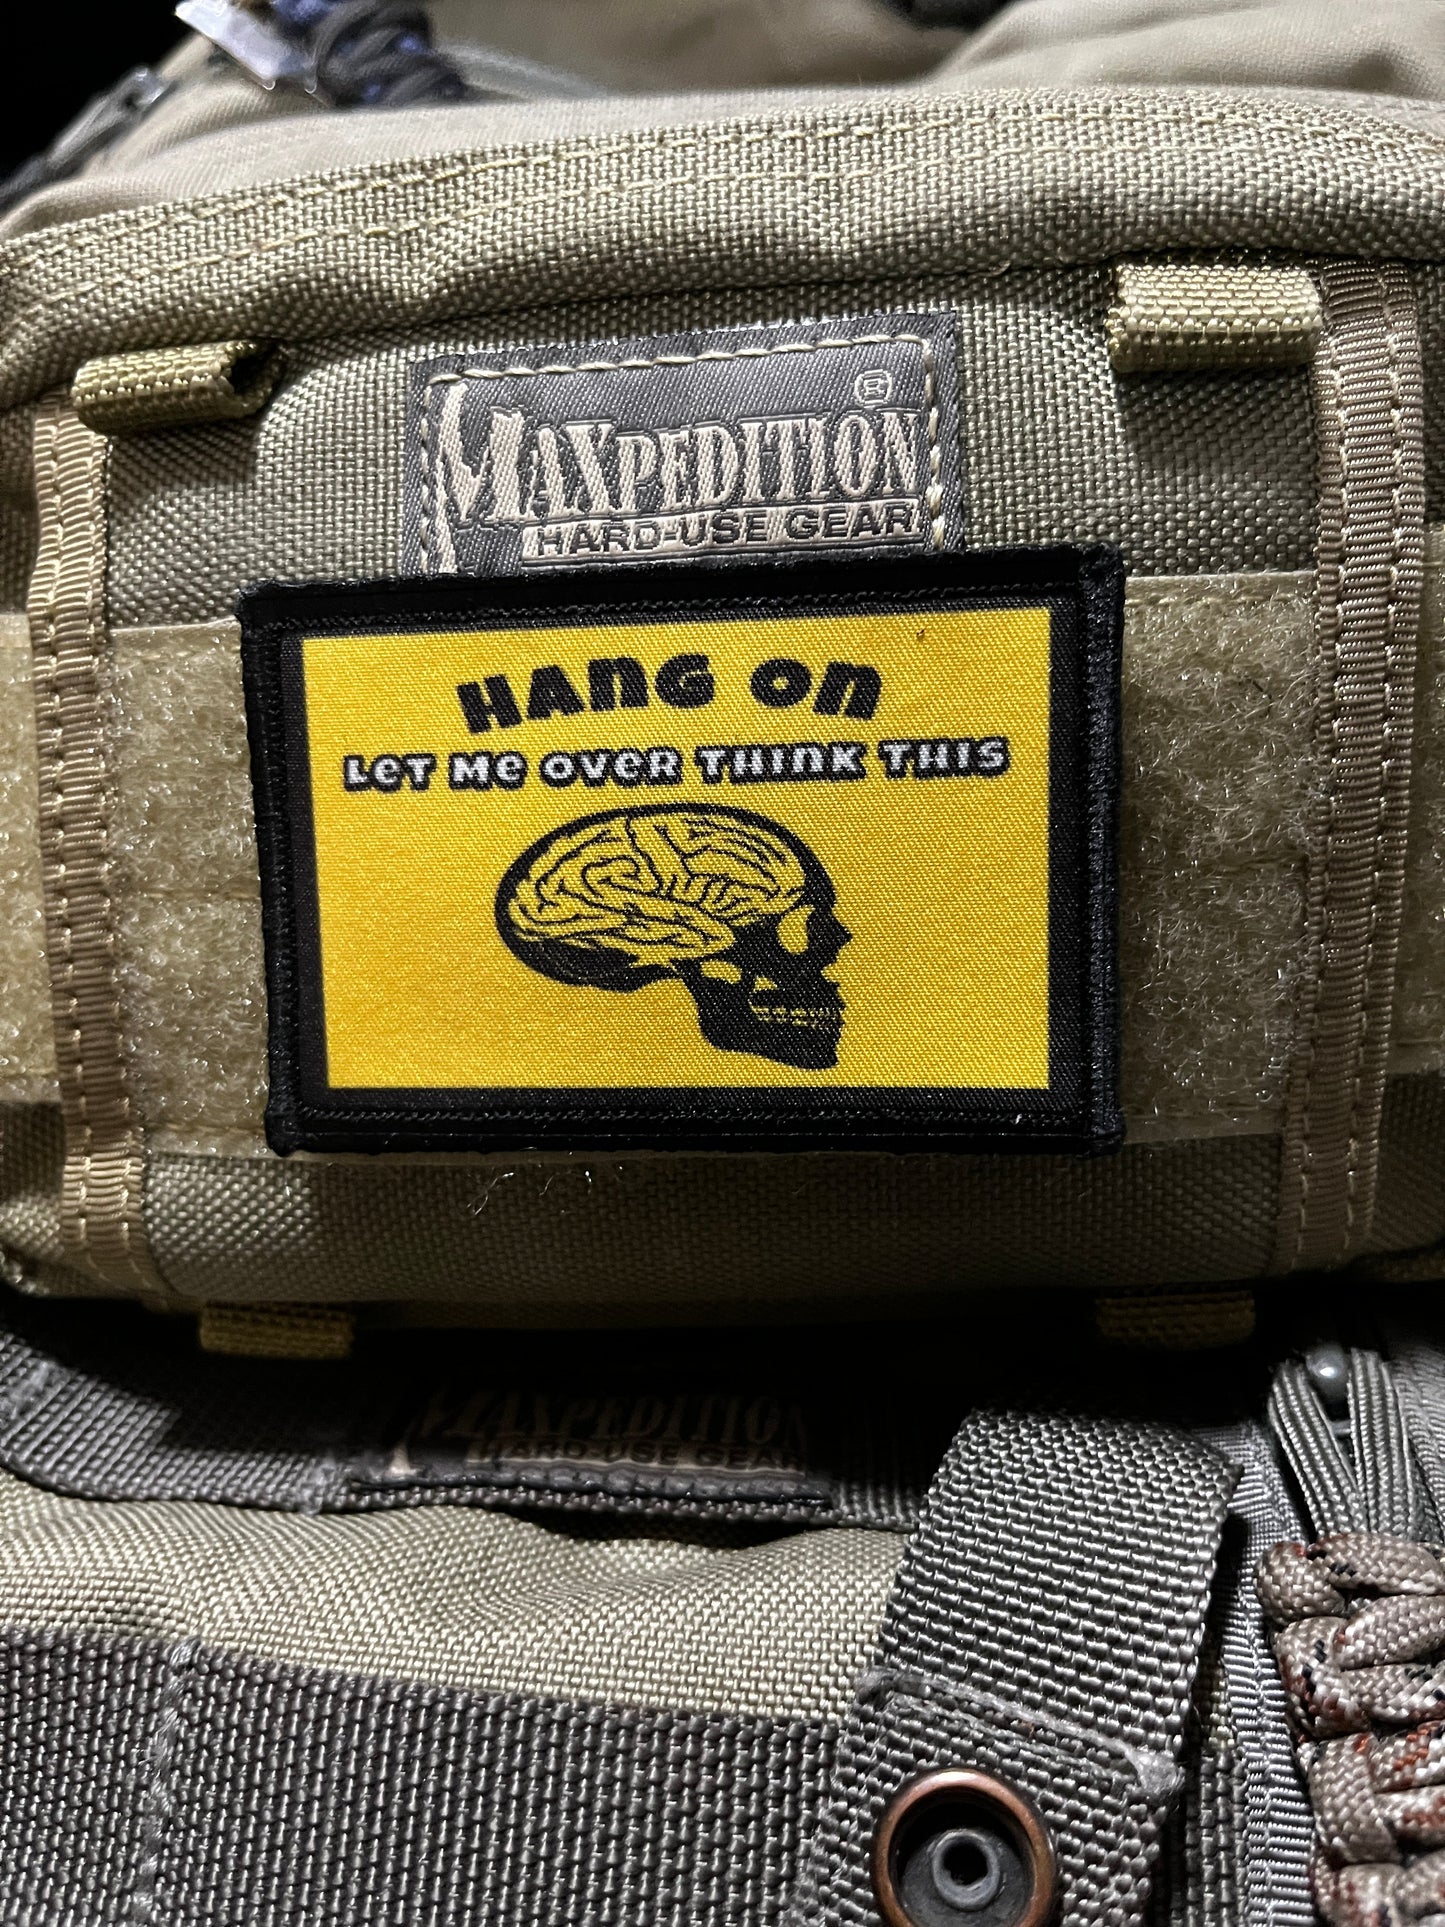 MAXPEDITION®
HARD-USE GEAR
HANG ON
LET ME OVER THINK THIS
MAXPEDITION
HARD-USE GEAR